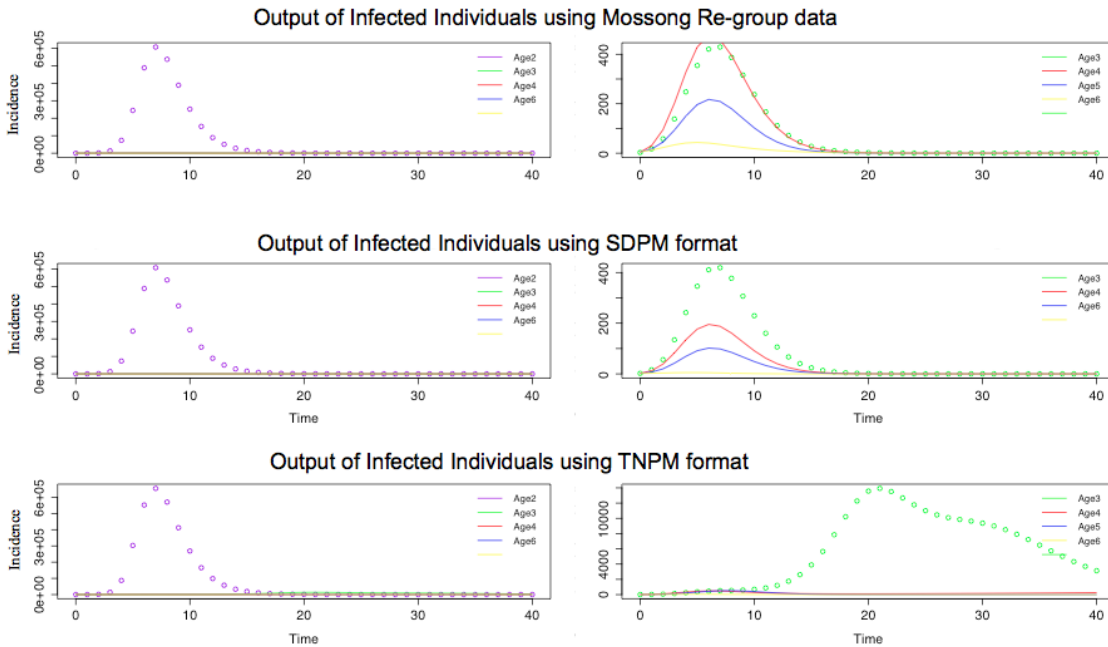 Output of Infected Individuals using Mossong Re-group data
Incidence
0e+00 3e+05 6e+05
Age2
Age3
Age4
Age6
0 10 20 30 40
0 200 400
Age3
Age4
Age5
Age6
0 10 20 30 40
Output of Infected Individuals using SDPM format
Incidence
0e+00 3e+05 6e+05
Age2
Age3
Age4
Age6
0 10 20 30 40
Time
0 200 400
Age3
Age4
Age6
0 10 20 30 40
Time
Output of Infected Individuals using TNPM format
Incidence
0e+00 3e+05 6e+05
Age2
Age3
Age4
Age6
0 10 20 30 40
Time
0 4000 10000
Age3
Age4
Age5
Age6
0 10 20 30 40
Time